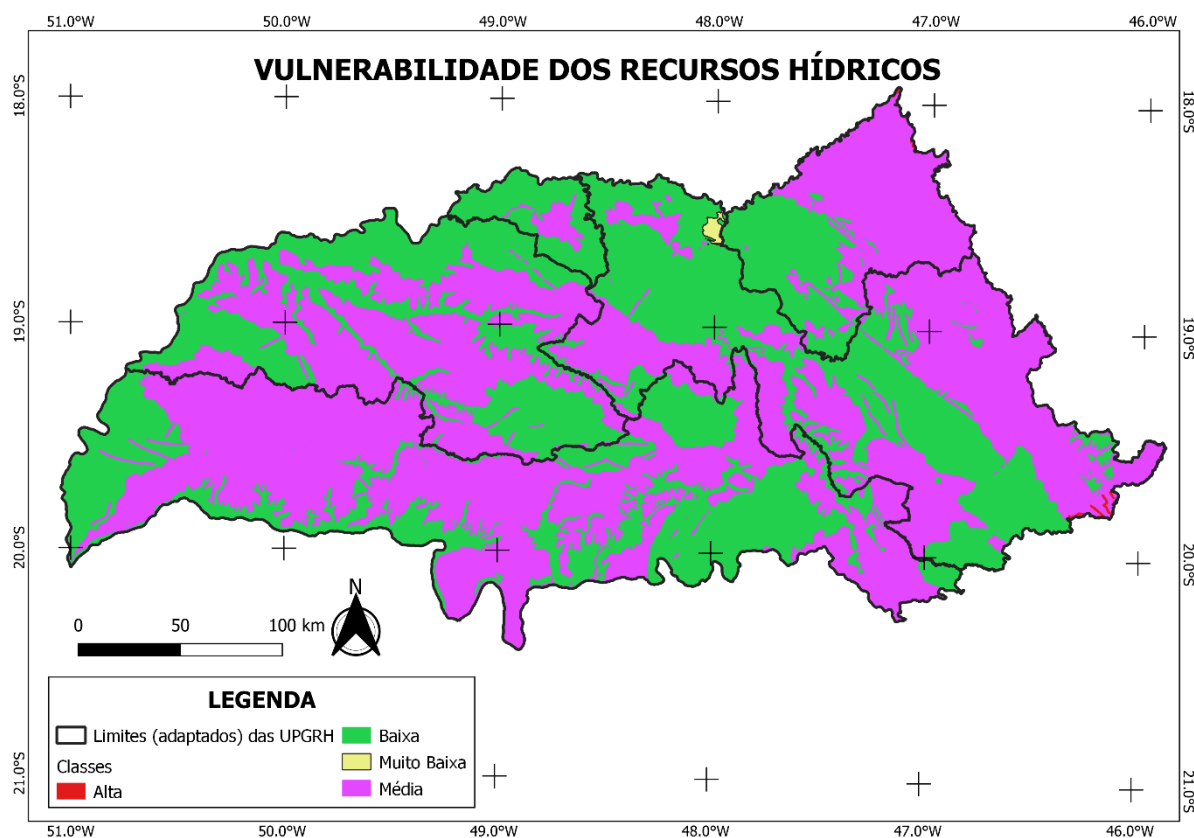 51.0°W 50.0°W 49.0°W 48.0°W 47.0°W 46.0°W
VULNERABILIDADE DOS RECURSOS HÍDRICOS
18.0°S 18.0°S
19.0°S 19.0°S
20.0°S 20.0°S
N
0 50 100 km
LEGENDA
Limites (adaptados) das UPGRH
Classes
Alta
Baixa
Muito Baixa
Média
21.0°S 21.0°S
51.0°W 50.0°W 49.0°W 48.0°W 47.0°W 46.0°W